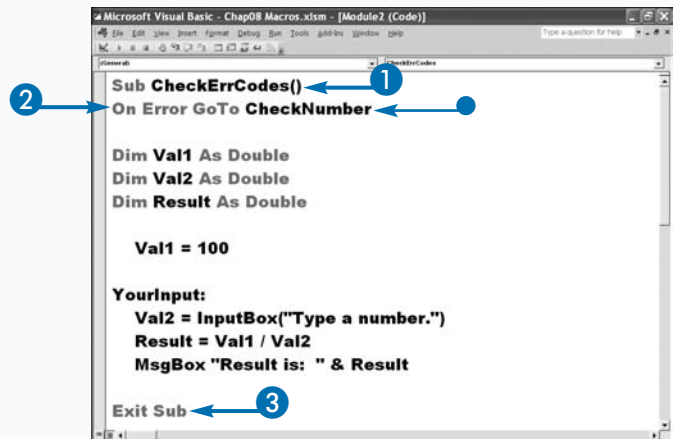 Microsoft Visual Basic - Chap08 Macros.xlsm - [Module2 (Code)]
File Edit View Insert Format Debug Run Tools Add-Ins Window Help
Type a question for help
(General)
CheckErrCodes
Sub CheckErrCodes() 1
2 On Error GoTo CheckNumber
Dim Val1 As Double
Dim Val2 As Double
Dim Result As Double
Val1 = 100
YourInput:
Val2 = InputBox("Type a number.")
Result = Val1 / Val2
MsgBox "Result is:  " & Result
Exit Sub 3